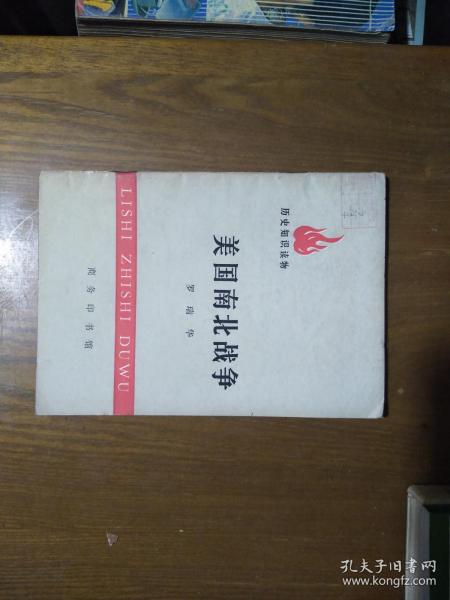 历史知识读物
美国南北战争
罗瑞华
LISHI ZHISHI DUWU
商务印书馆
孔夫子旧书网
www.kongfz.com